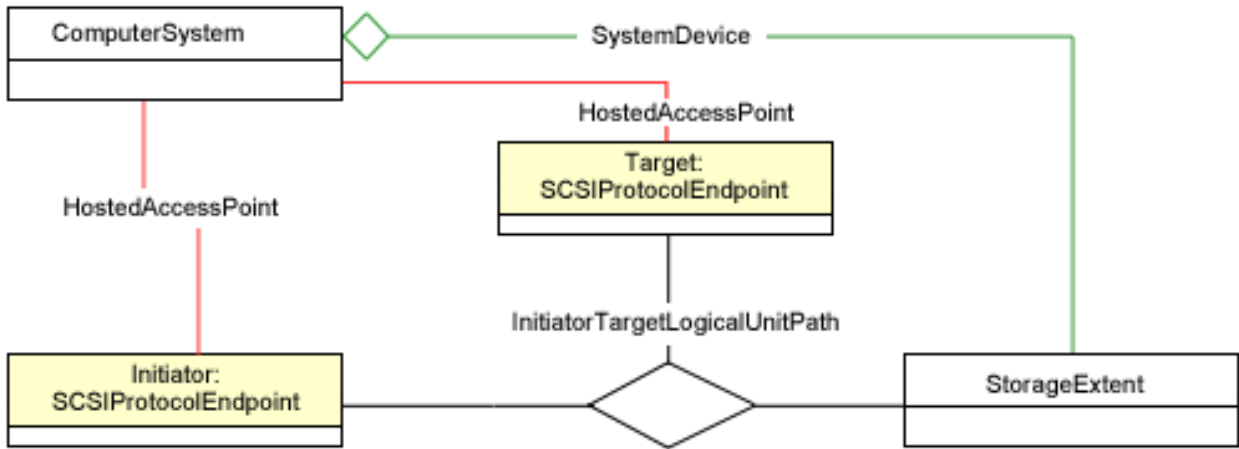 ComputerSystem
SystemDevice
HostedAccessPoint
Target:
SCSIProtocolEndpoint
HostedAccessPoint
InitiatorTargetLogicalUnitPath
Initiator:
SCSIProtocolEndpoint
StorageExtent